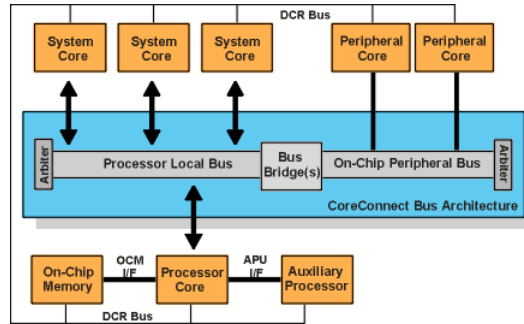 DCR Bus
System
Core
System
Core
System
Core
Peripheral
Core
Peripheral
Core
Arbiter
Processor Local Bus
Bus
Bridge(s)
On-Chip Peripheral Bus
Arbiter
CoreConnect Bus Architecture
On-Chip
Memory
OCM
I/F
Processor
Core
APU
I/F
Auxiliary
Processor
DCR Bus